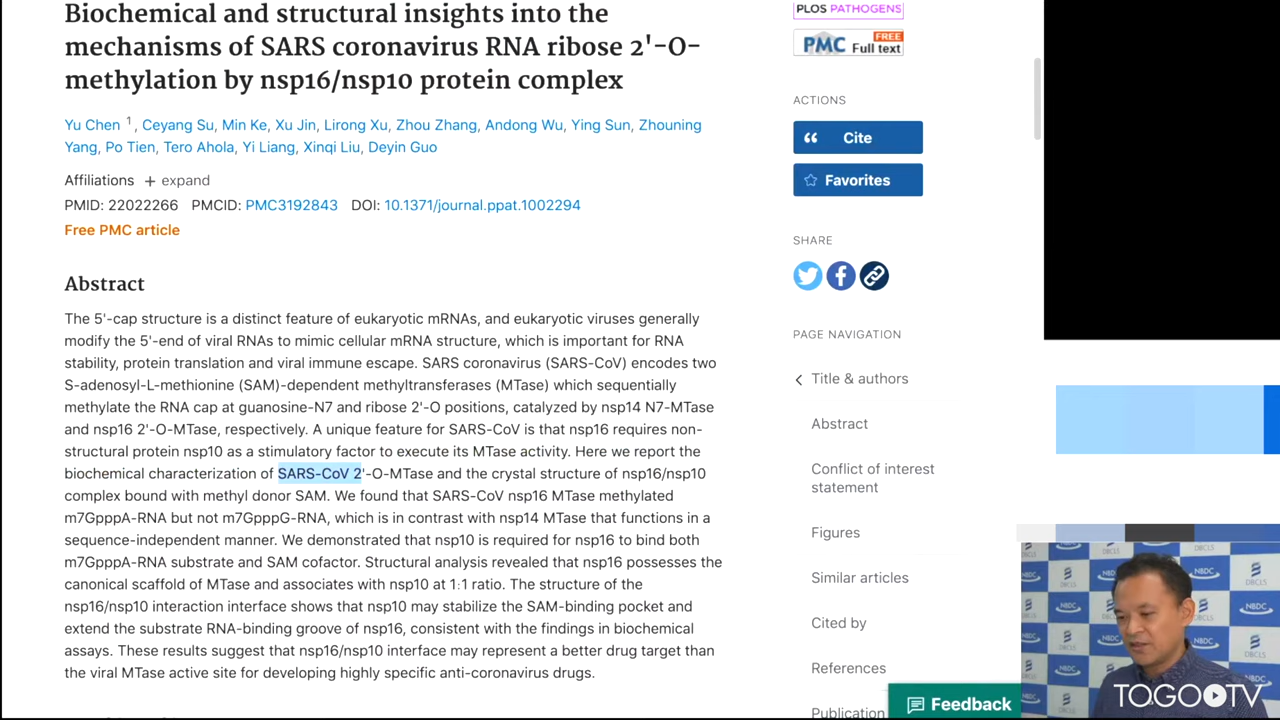 Biochemical and structural insights into the
mechanisms of SARS coronavirus RNA ribose 2'-O-
methylation by nsp16/nsp10 protein complex
Yu Chen 1, Ceyang Su, Min Ke, Xu Jin, Lirong Xu, Zhou Zhang, Andong Wu, Ying Sun, Zhouning
Yang, Po Tien, Tero Ahola, Yi Liang, Xinqi Liu, Deyin Guo
Affiliations + expand
PMID: 22022266 PMCID: PMC3192843 DOI: 10.1371/journal.ppat.1002294
Free PMC article
Abstract
The 5'-cap structure is a distinct feature of eukaryotic mRNAs, and eukaryotic viruses generally
modify the 5'-end of viral RNAs to mimic cellular mRNA structure, which is important for RNA
stability, protein translation and viral immune escape. SARS coronavirus (SARS-CoV) encodes two
S-adenosyl-L-methionine (SAM)-dependent methyltransferases (MTase) which sequentially
methylate the RNA cap at guanosine-N7 and ribose 2'-O positions, catalyzed by nsp14 N7-MTase
and nsp16 2'-O-MTase, respectively. A unique feature for SARS-CoV is that nsp16 requires non-
structural protein nsp10 as a stimulatory factor to execute its MTase activity. Here we report the
biochemical characterization of SARS-CoV 2'-O-MTase and the crystal structure of nsp16/nsp10
complex bound with methyl donor SAM. We found that SARS-CoV nsp16 MTase methylated
m7GpppA-RNA but not m7GpppG-RNA, which is in contrast with nsp14 MTase that functions in a
sequence-independent manner. We demonstrated that nsp10 is required for nsp16 to bind both
m7GpppA-RNA substrate and SAM cofactor. Structural analysis revealed that nsp16 possesses the
canonical scaffold of MTase and associates with nsp10 at 1:1 ratio. The structure of the
nsp16/nsp10 interaction interface shows that nsp10 may stabilize the SAM-binding pocket and
extend the substrate RNA-binding groove of nsp16, consistent with the findings in biochemical
assays. These results suggest that nsp16/nsp10 interface may represent a better drug target than
the viral MTase active site for developing highly specific anti-coronavirus drugs.
PLOS PATHOGENS
PMC FREE
Full text
ACTIONS
Cite
Favorites
SHARE
PAGE NAVIGATION
Title & authors
Abstract
Conflict of interest
statement
Figures
Similar articles
Cited by
References
Publication
Feedback
NBDC
DBCLS
TOGO TV